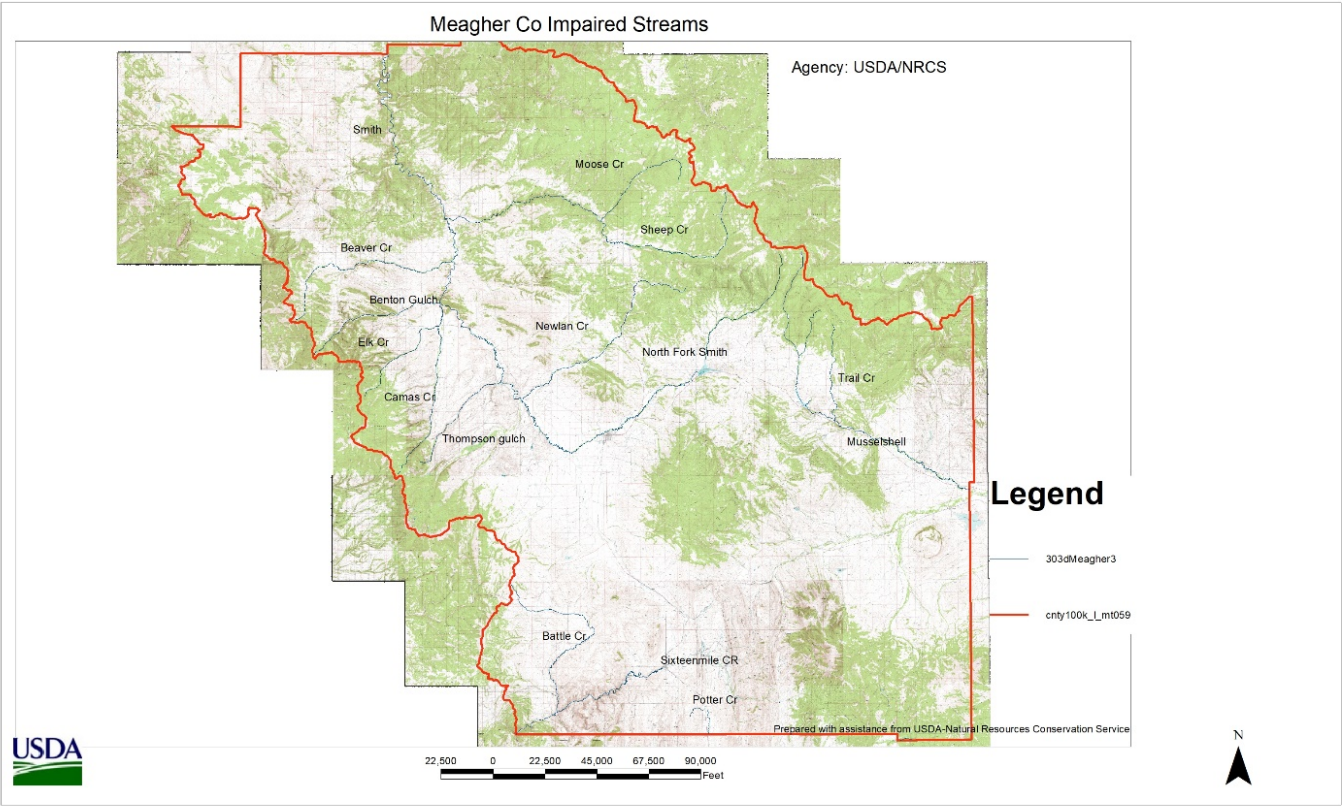 Meagher Co Impaired Streams
Agency: USDA/NRCS
Smith
Moose Cr
Sheep Cr
Beaver Cr
Benton Gulch
Newlan Cr
Elk Cr
North Fork Smith
Trail Cr
Camas Cr
Thompson gulch
Musselshell
Legend
303dMeagher3
cnty100k_l_mt059
Battle Cr
Sixteenmile CR
Potter Cr
Prepared with assistance from USDA-Natural Resources Conservation Service
USDA
N
22,500 0 22,500 45,000 67,500 90,000
Feet